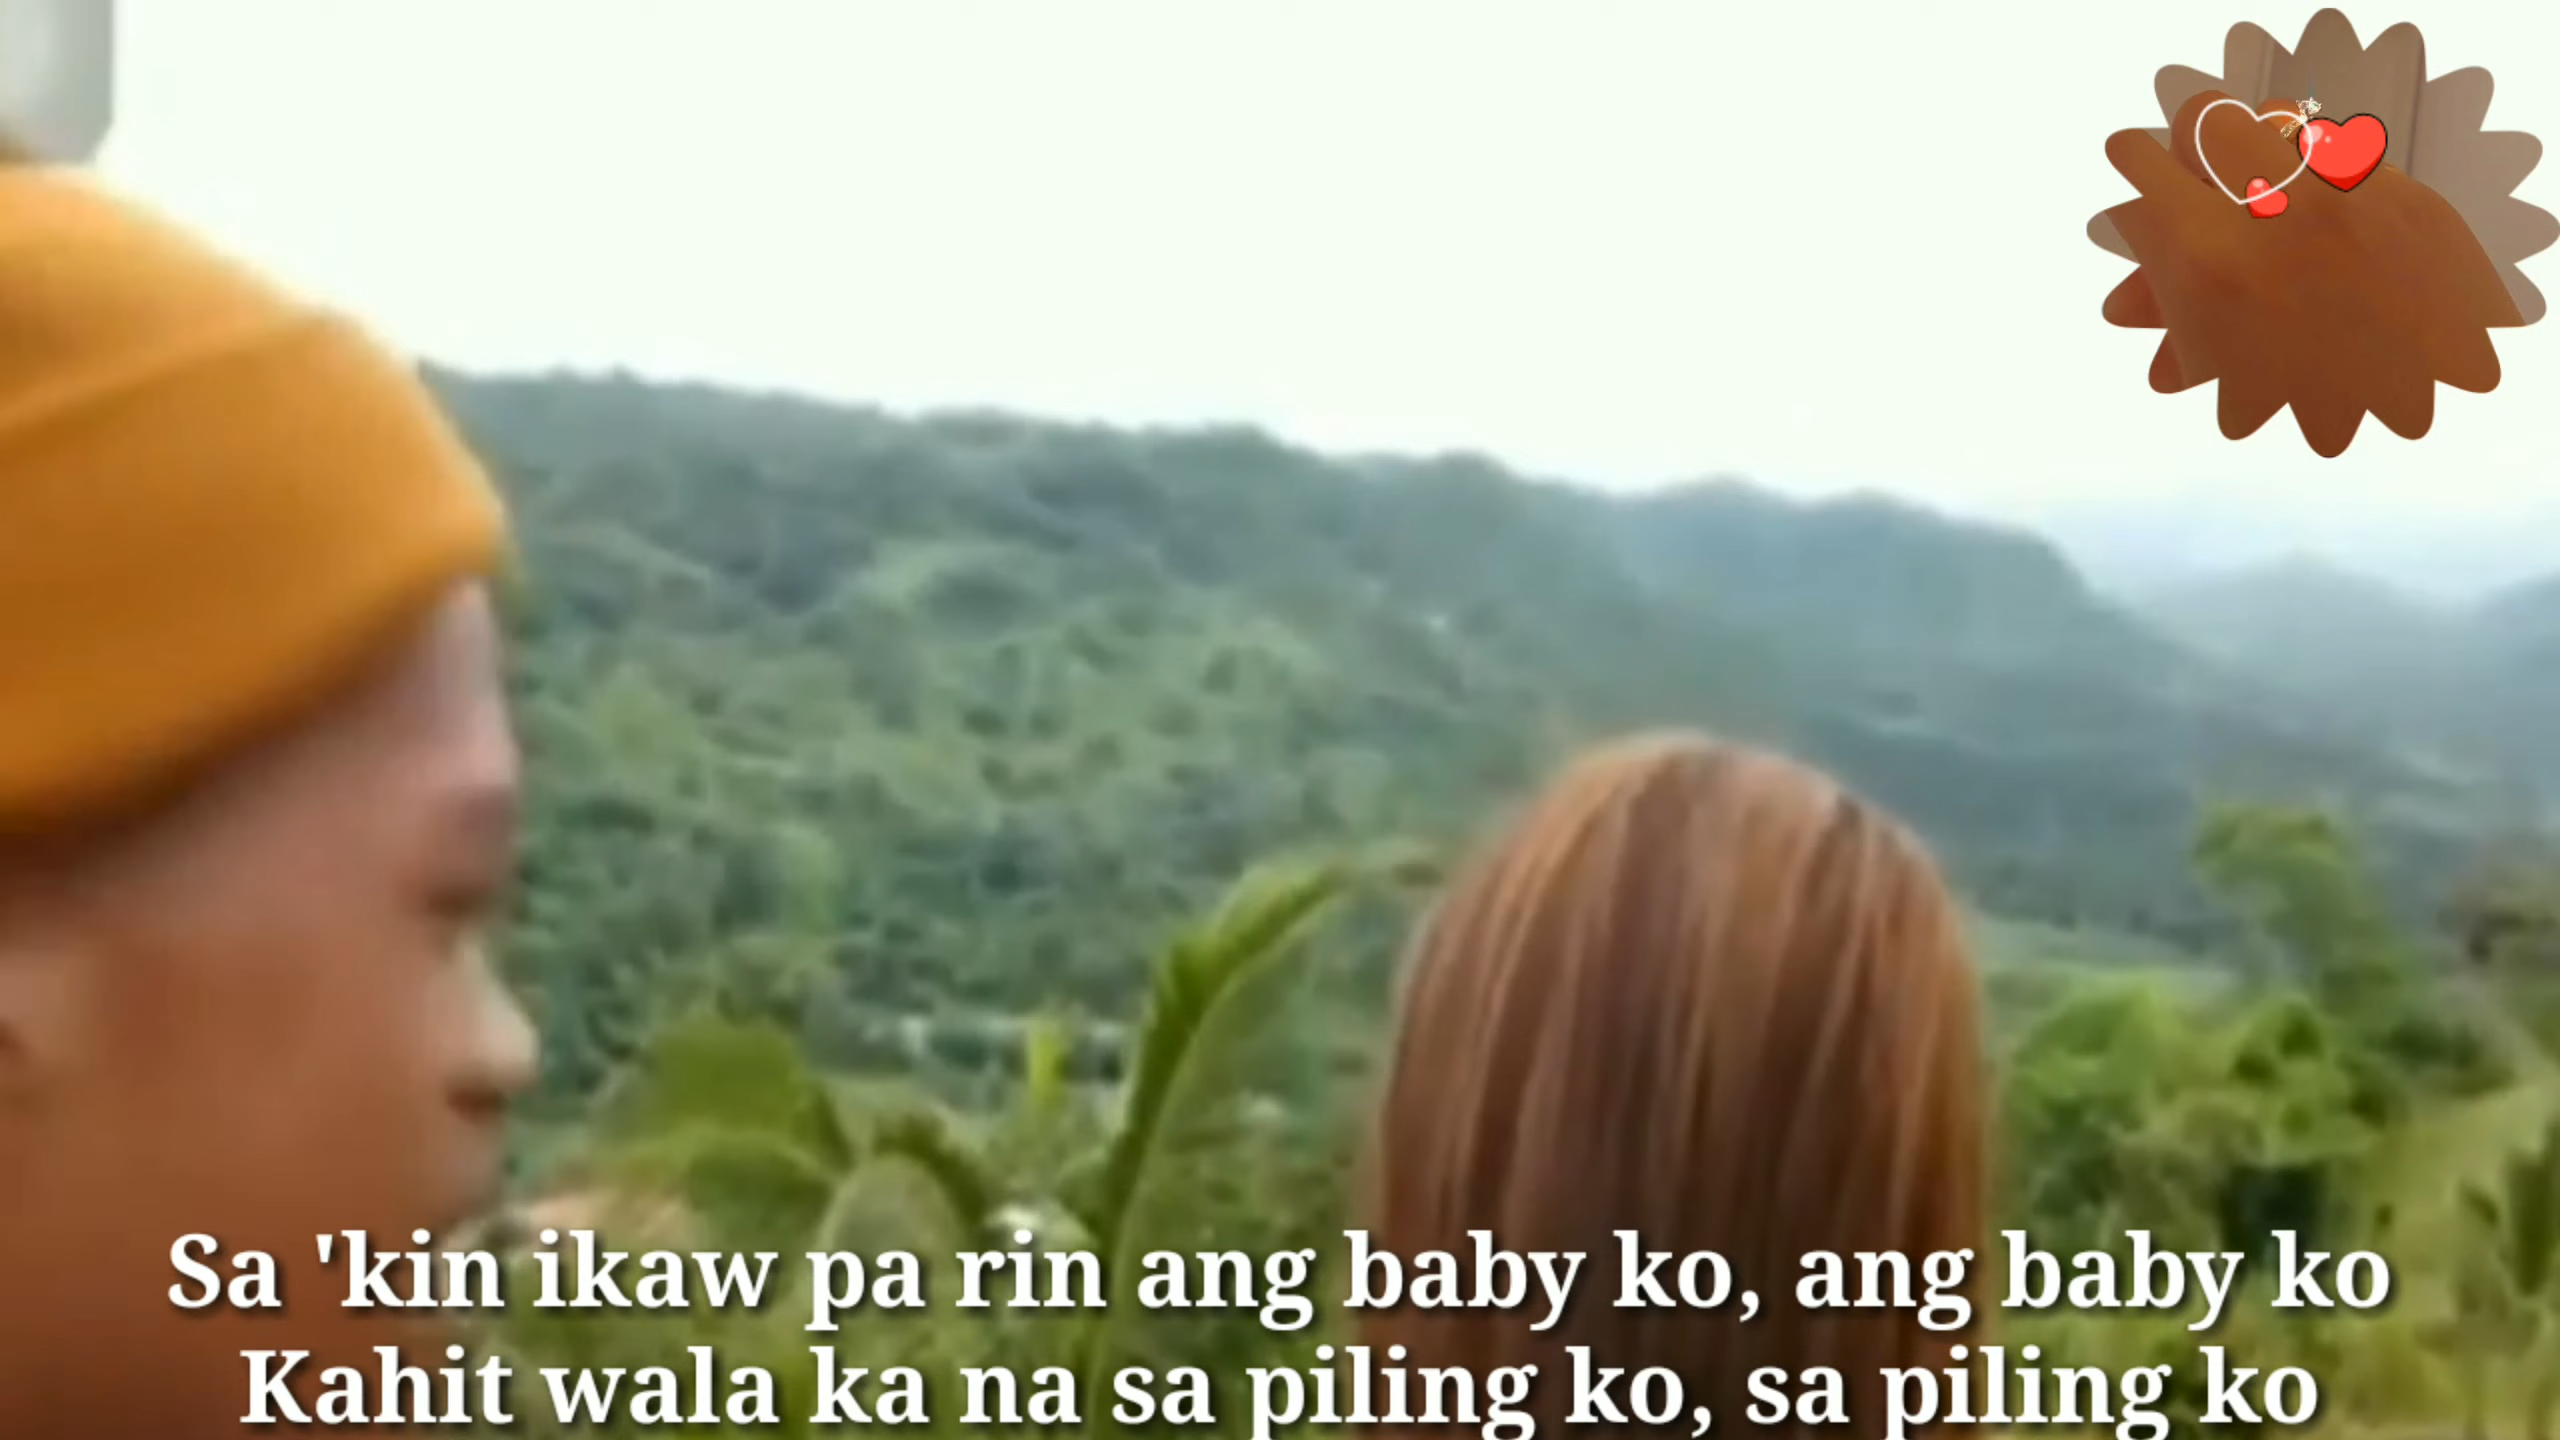 Sa 'kin ikaw pa rin ang baby ko, ang baby ko
Kahit wala ka na sa piling ko, sa piling ko